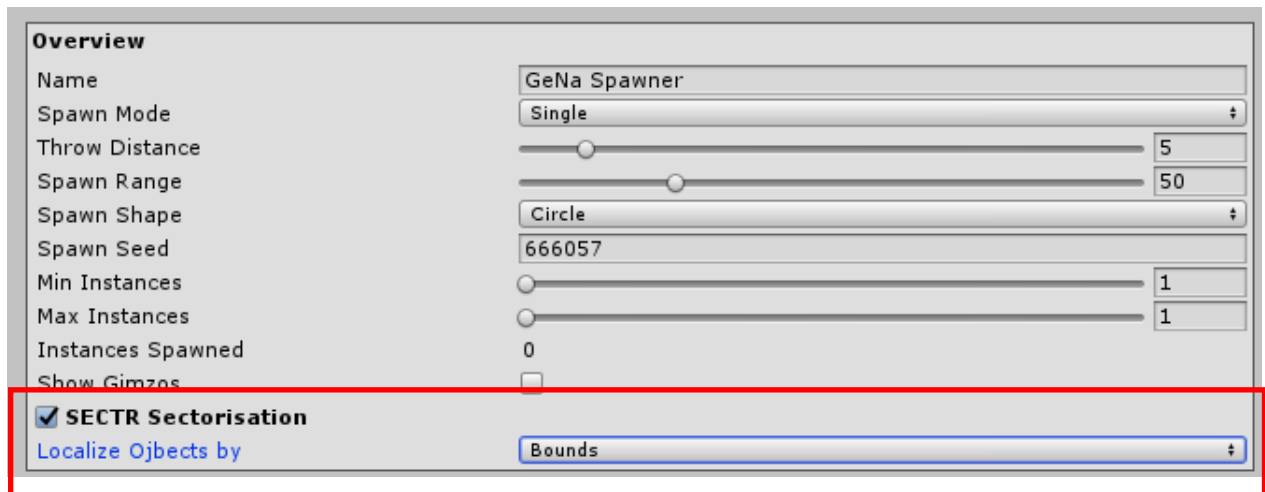 Overview
Name GeNa Spawner
Spawn Mode Single
Throw Distance 5
Spawn Range 50
Spawn Shape Circle
Spawn Seed 666057
Min Instances 1
Max Instances 1
Instances Spawned 0
Show Gimzos
SECTR Sectorisation
Localize Ojbects by Bounds